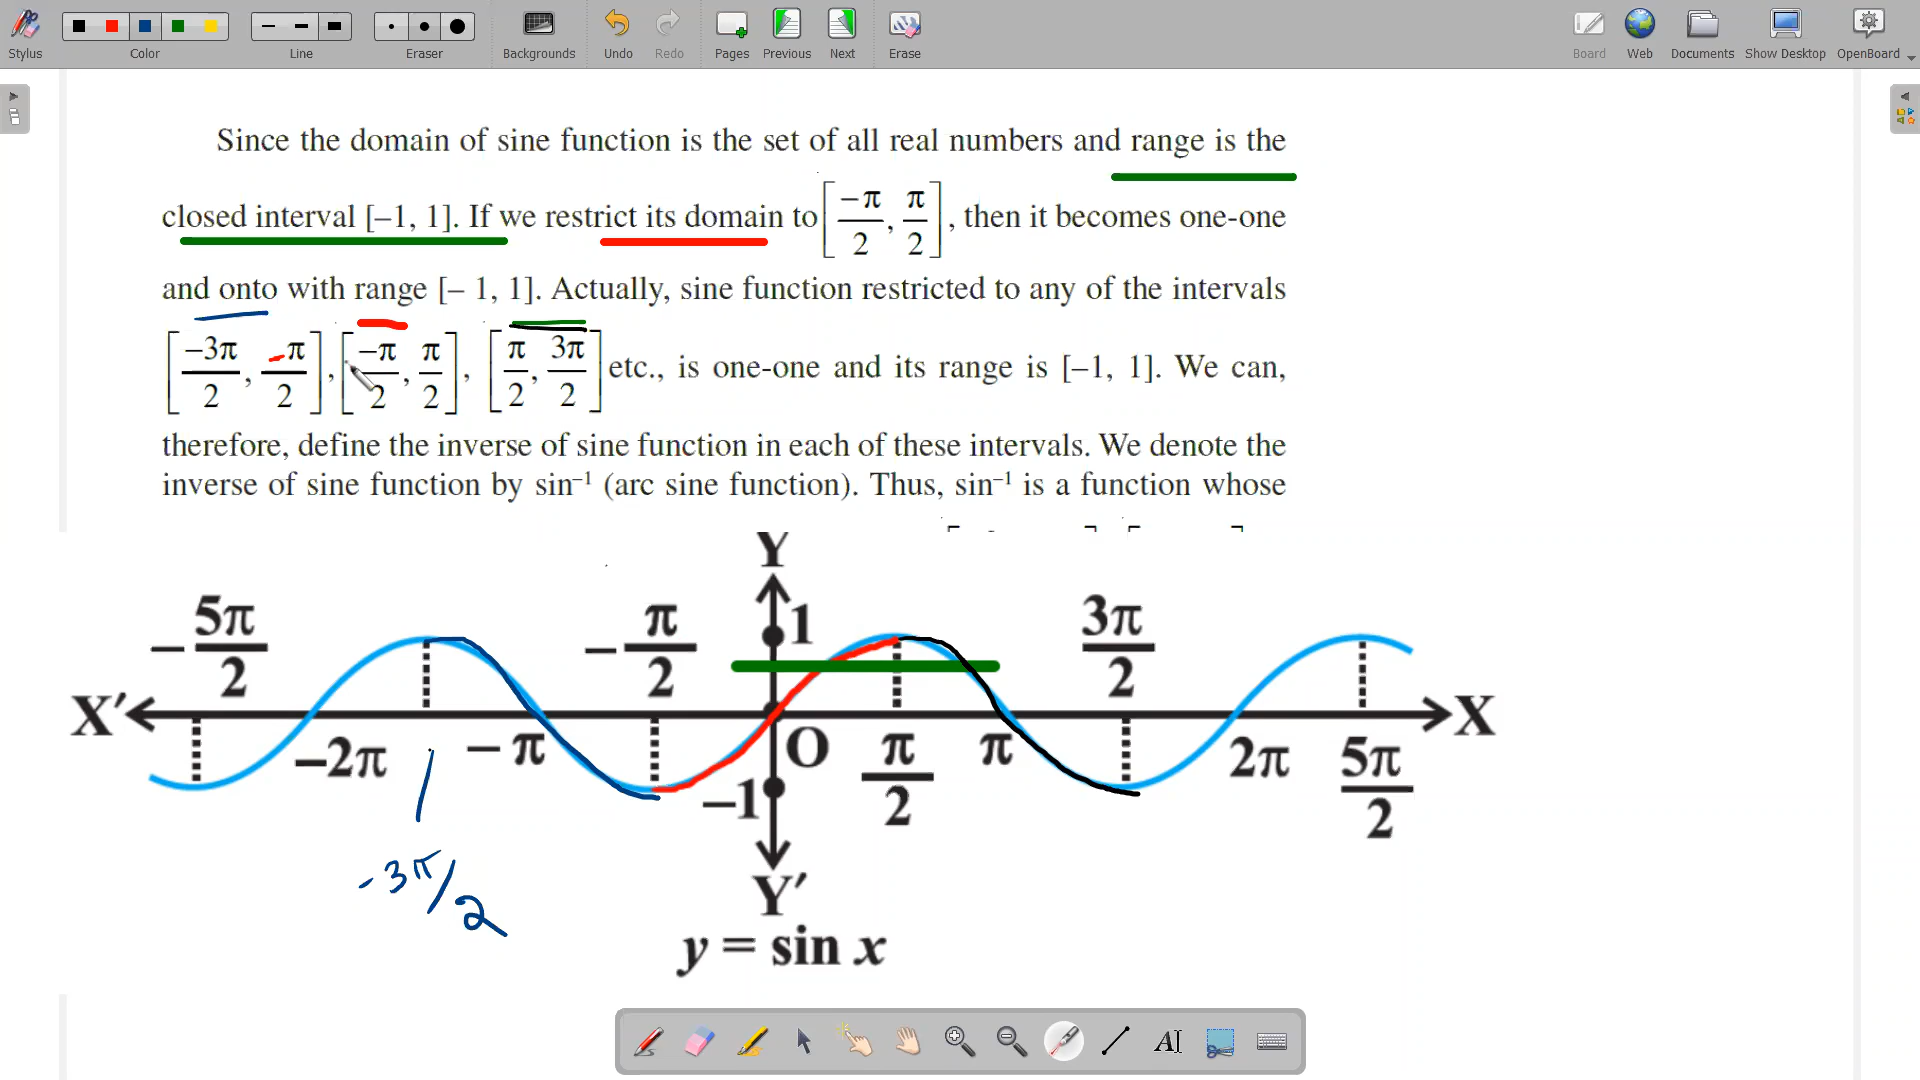 Stylus Color Line Eraser Backgrounds Undo Redo Pages Previous Next Erase Board Web Documents Show Desktop OpenBoard
Since the domain of sine function is the set of all real numbers and range is the
closed interval [–1, 1]. If we restrict its domain to [−π/2, π/2], then it becomes one-one
and onto with range [– 1, 1]. Actually, sine function restricted to any of the intervals
[−3π/2, -π/2], [−π/2, π/2], [π/2, 3π/2] etc., is one-one and its range is [–1, 1]. We can,
therefore, define the inverse of sine function in each of these intervals. We denote the
inverse of sine function by sin⁻¹ (arc sine function). Thus, sin⁻¹ is a function whose
Y
−5π/2 −π/2 1 3π/2
X′ X
−2π −π O π/2 π 2π 5π/2
−1
-3π/2
Y′
y = sin x
AI